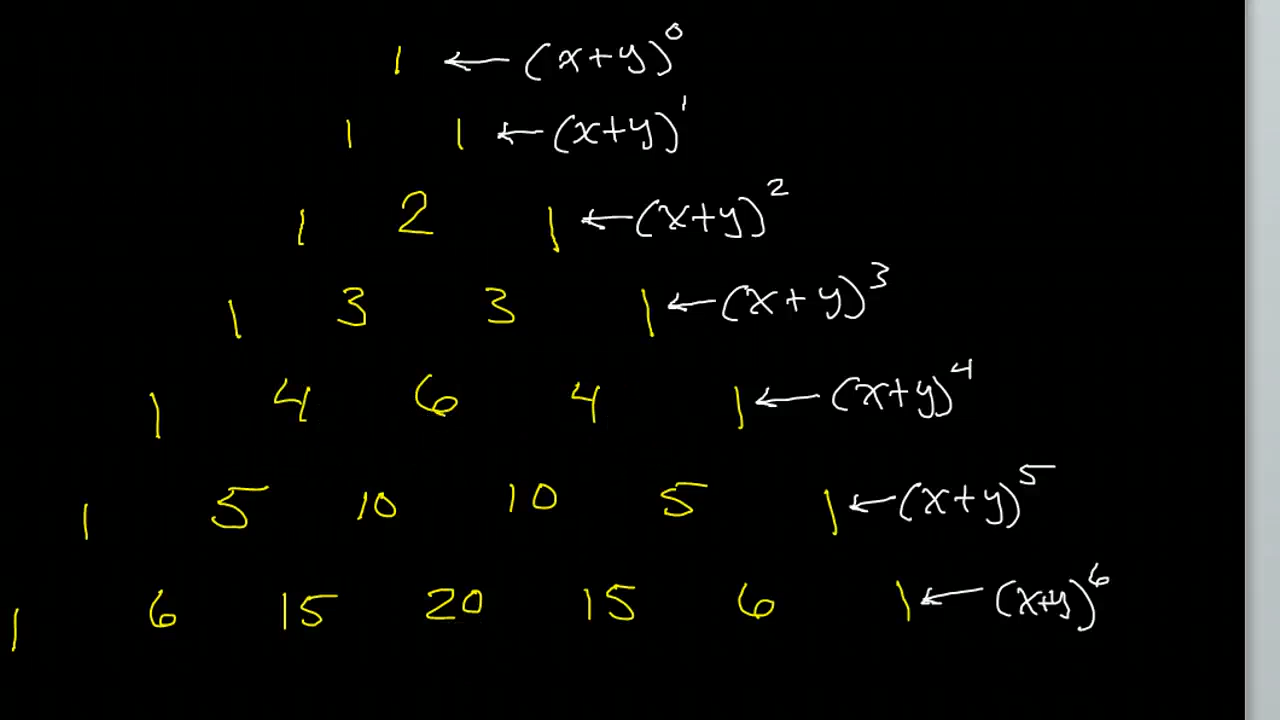 1 ← (x+y)⁰
1 1 ← (x+y)¹
1 2 1 ← (x+y)²
1 3 3 1 ← (x+y)³
1 4 6 4 1 ← (x+y)⁴
1 5 10 10 5 1 ← (x+y)⁵
1 6 15 20 15 6 1 ← (x+y)⁶